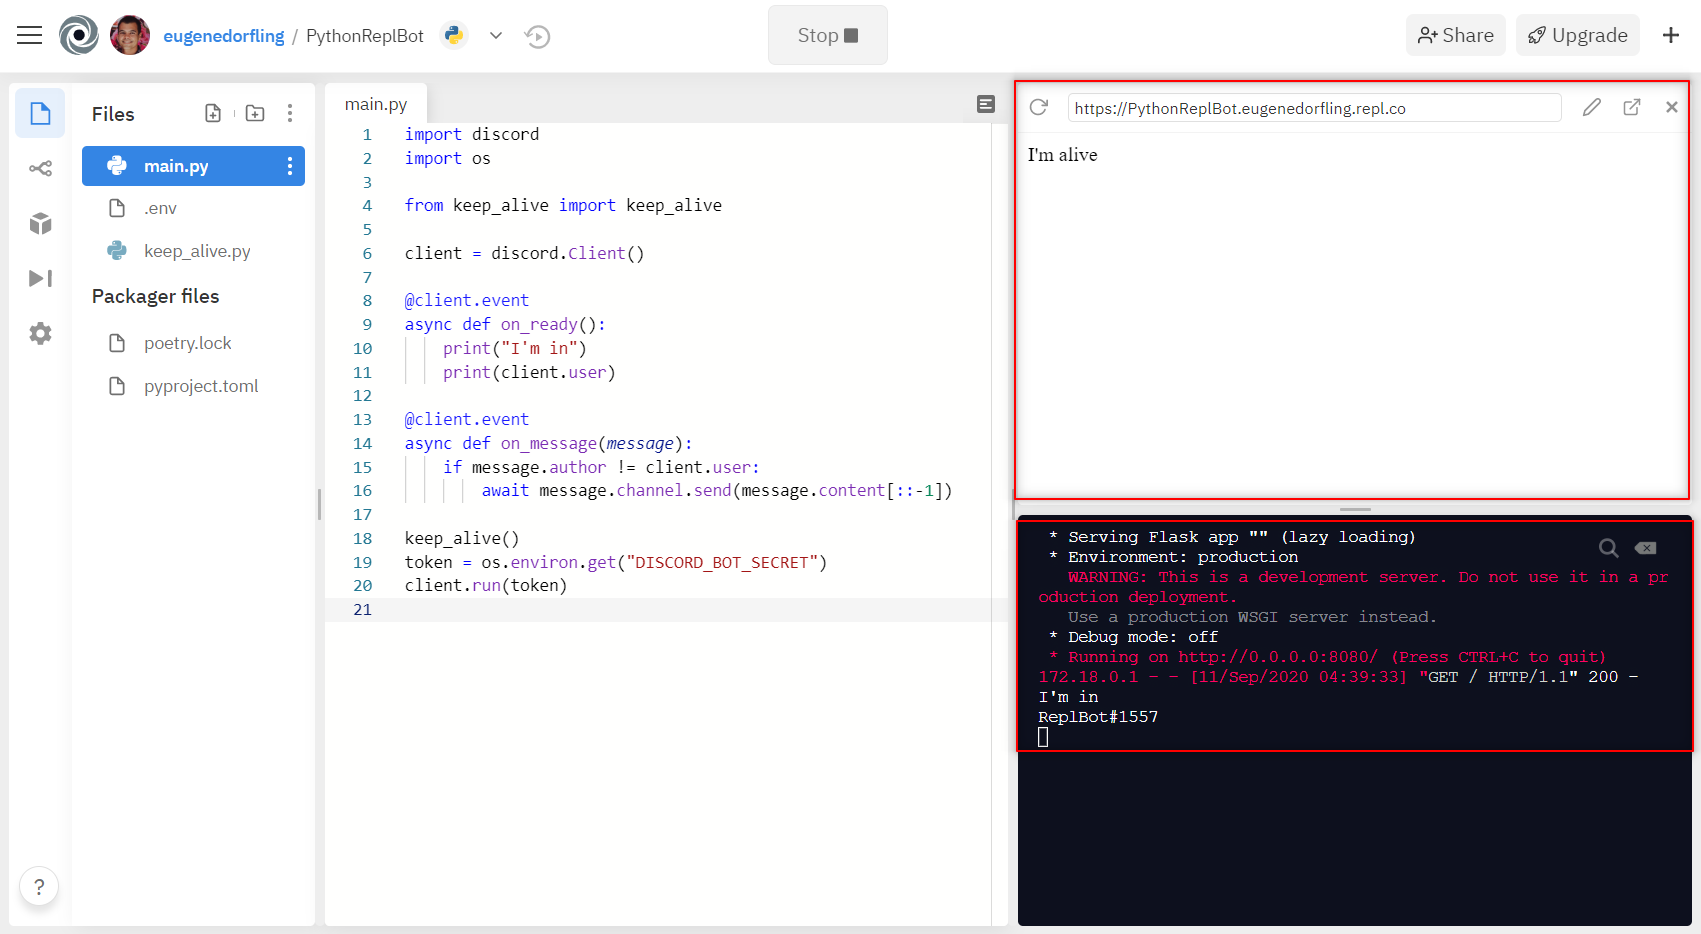 eugenedorfling / PythonReplBot
Stop
Share
Upgrade
Files
main.py
.env
keep_alive.py
Packager files
poetry.lock
pyproject.toml
?
main.py
1 import discord
2 import os
3
4 from keep_alive import keep_alive
5
6 client = discord.Client()
7
8 @client.event
9 async def on_ready():
10 print("I'm in")
11 print(client.user)
12
13 @client.event
14 async def on_message(message):
15 if message.author != client.user:
16 await message.channel.send(message.content[::-1])
17
18 keep_alive()
19 token = os.environ.get("DISCORD_BOT_SECRET")
20 client.run(token)
21
https://PythonReplBot.eugenedorfling.repl.co
I'm alive
* Serving Flask app "" (lazy loading)
* Environment: production
WARNING: This is a development server. Do not use it in a pr
oduction deployment.
Use a production WSGI server instead.
* Debug mode: off
* Running on http://0.0.0.0:8080/ (Press CTRL+C to quit)
172.18.0.1 - - [11/Sep/2020 04:39:33] "GET / HTTP/1.1" 200 -
I'm in
ReplBot#1557